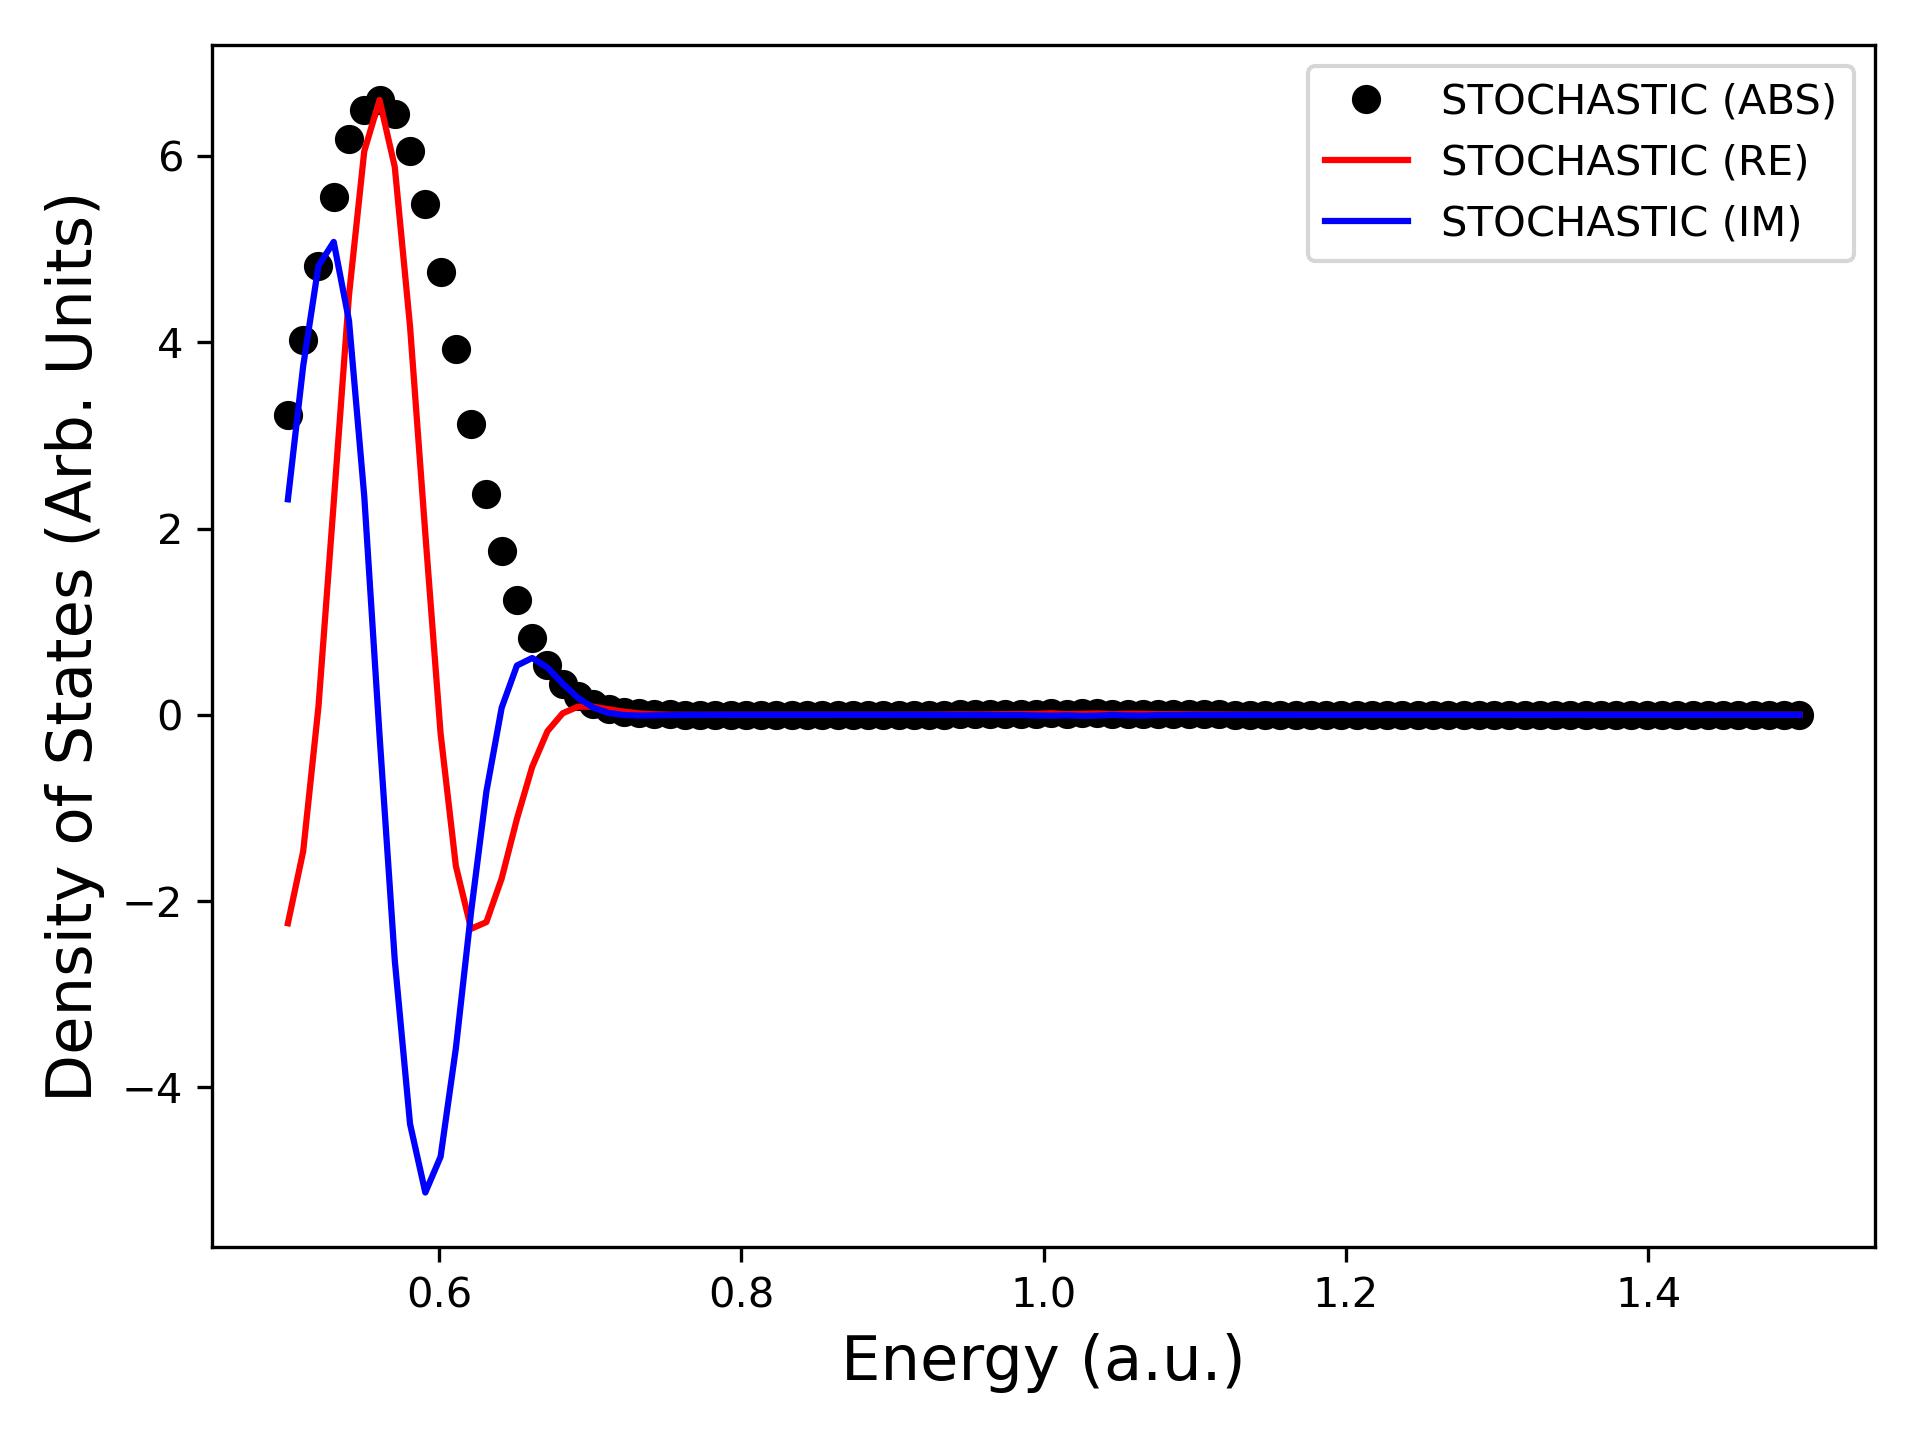 STOCHASTIC (ABS)
STOCHASTIC (RE)
STOCHASTIC (IM)
Density of States (Arb. Units)
6
4
2
0
−2
−4
0.6 0.8 1.0 1.2 1.4
Energy (a.u.)